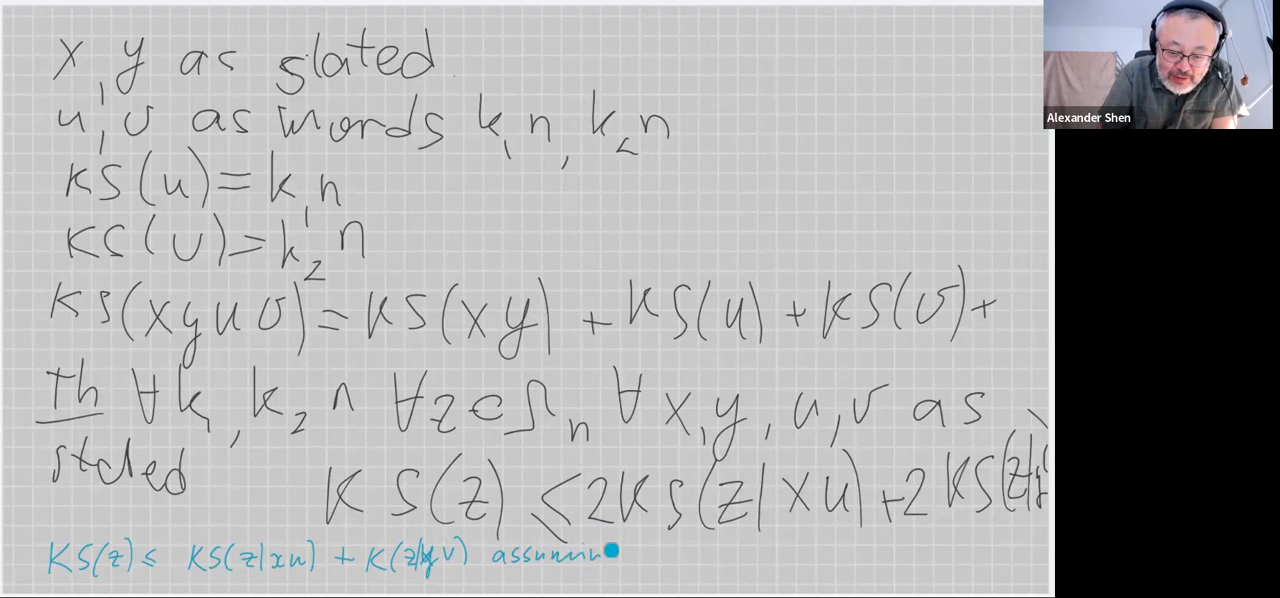 x, y as stated
u, v as words k₁n, k₂n
KS(u) = k₁n
KS(v) = k₂n
KS(xyuv) = KS(xy) + KS(u) + KS(v) +
Th ∀k₁, k₂ n ∀z∈Ωₙ ∀x,y,u,v as
stated
KS(z) ≤ 2KS(z|xu) + 2KS(z|y
KS(z) ≤ KS(z|xu) + K(z|yv) assumin
Alexander Shen